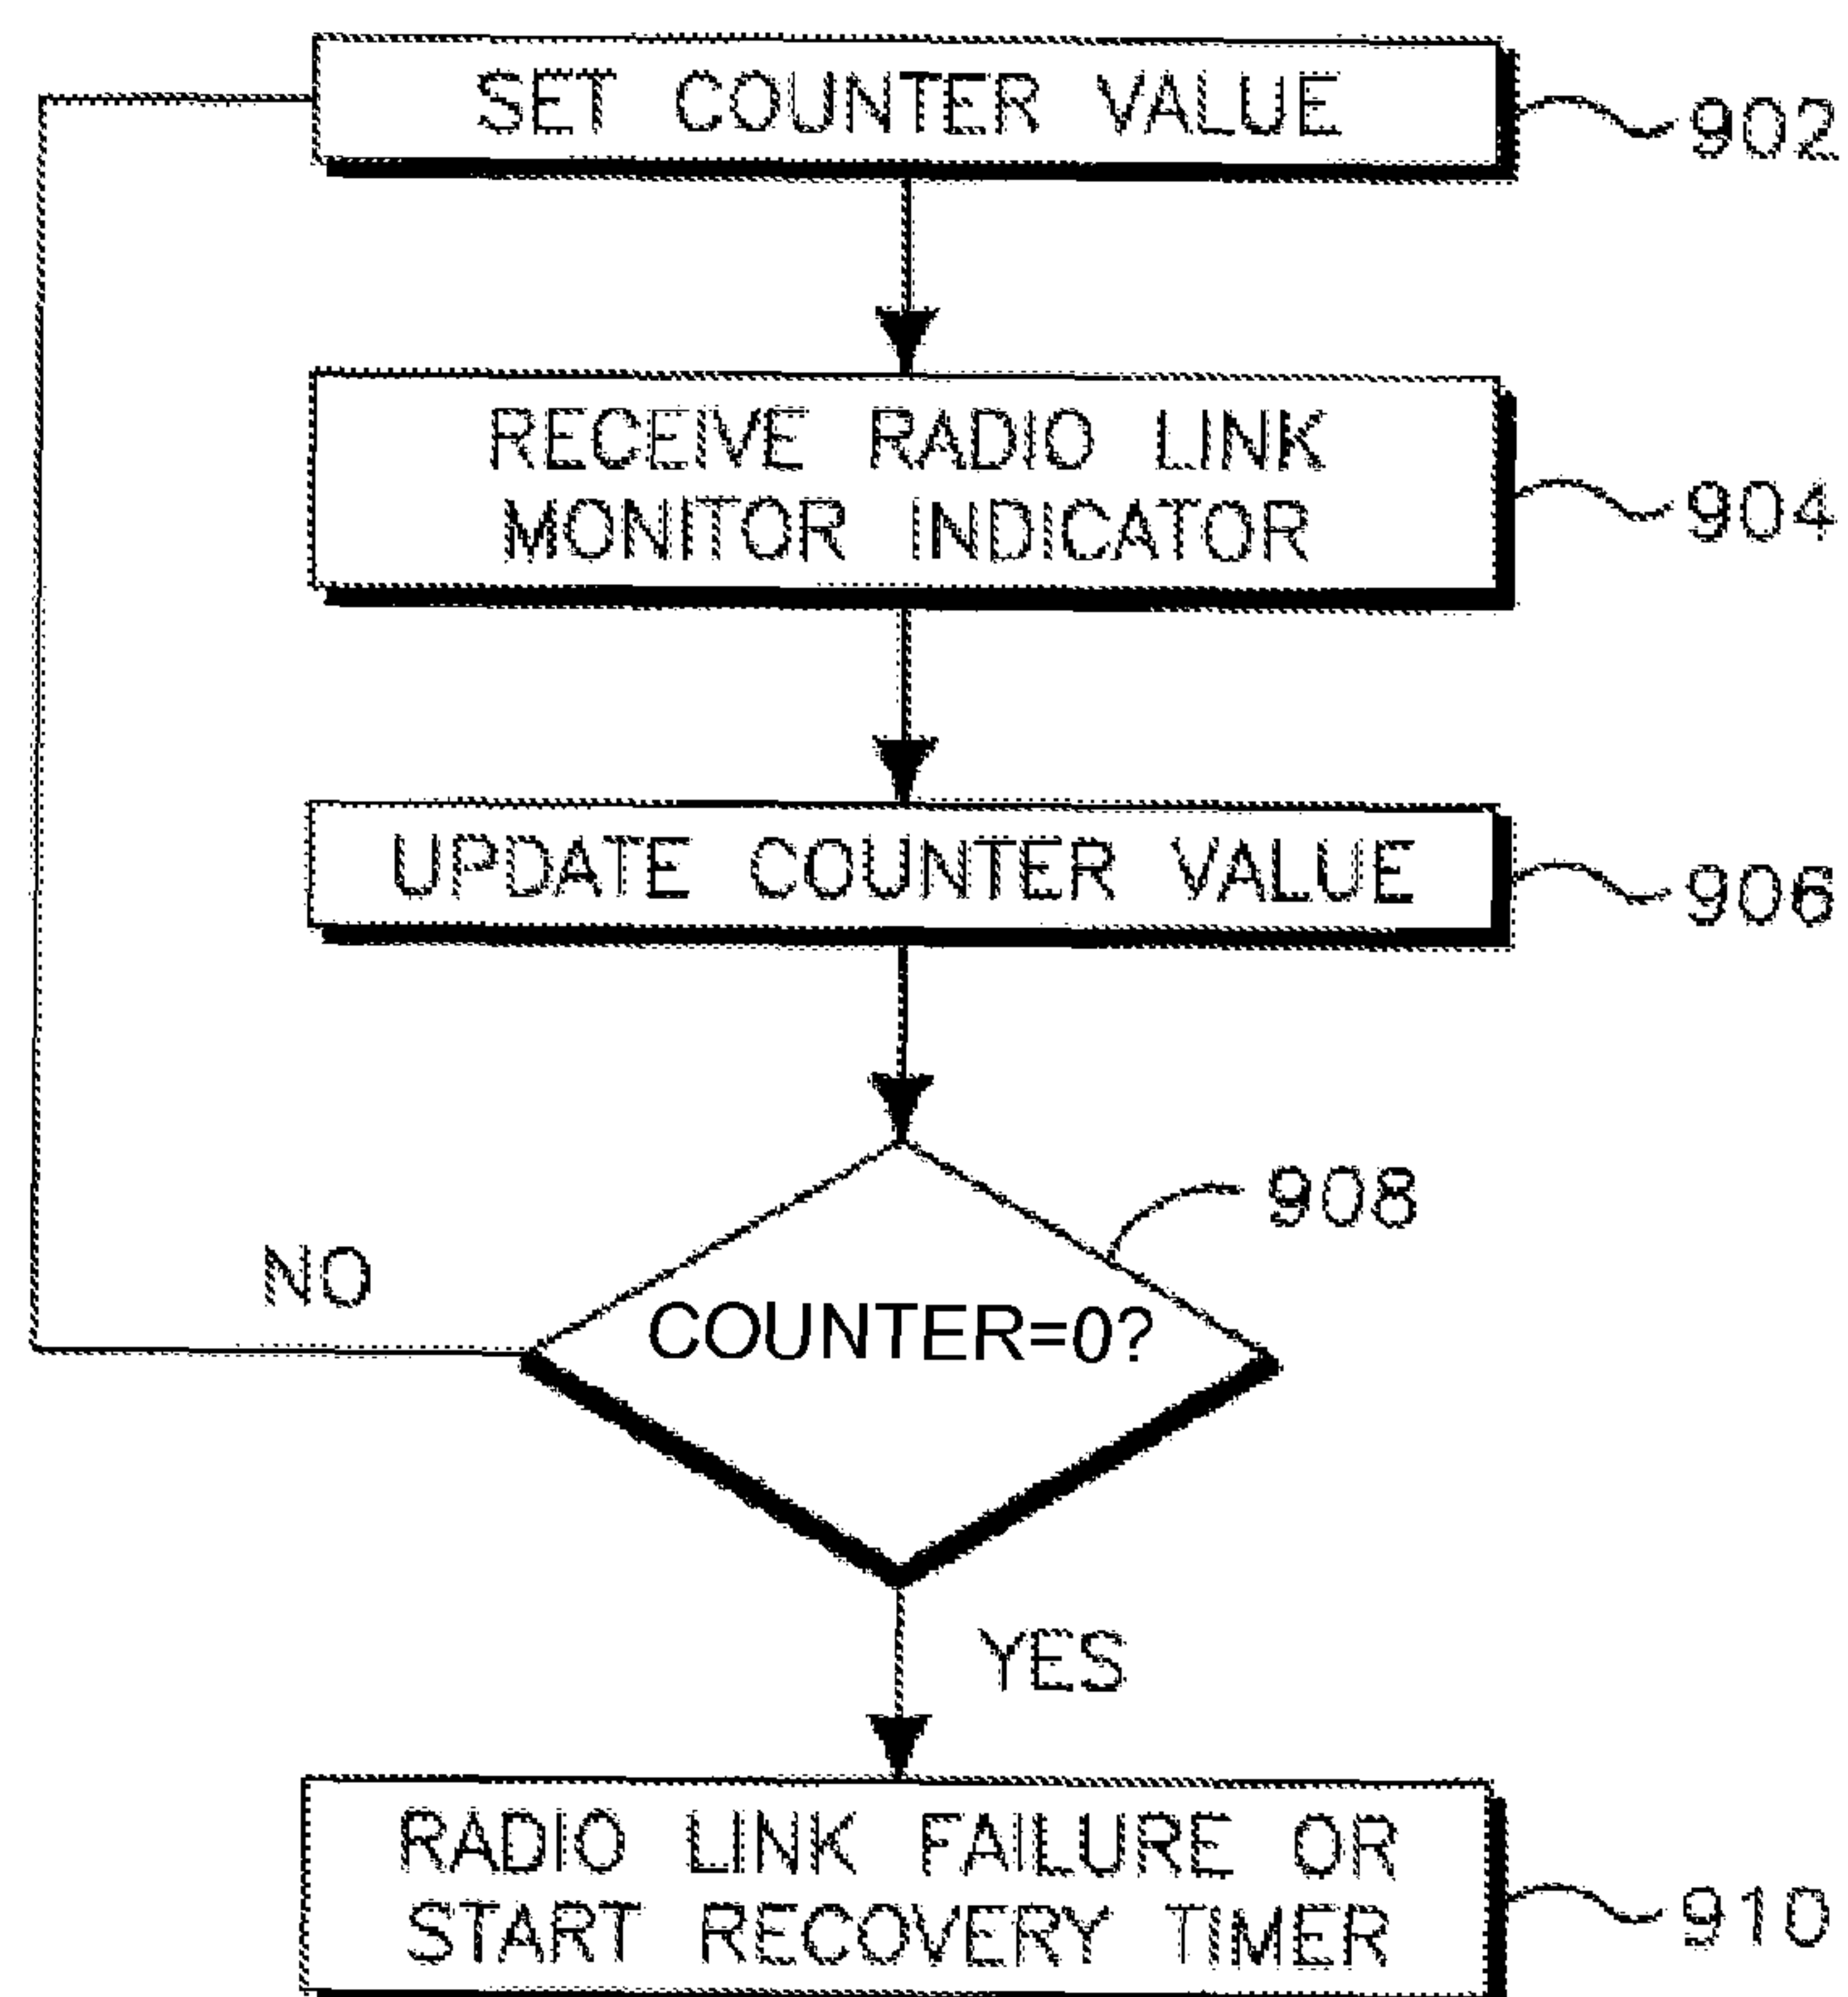 SET COUNTER VALUE
902
RECEIVE RADIO LINK
MONITOR INDICATOR
904
UPDATE COUNTER VALUE
906
908
COUNTER=0?
NO
YES
RADIO LINK FAILURE OR
START RECOVERY TIMER
910